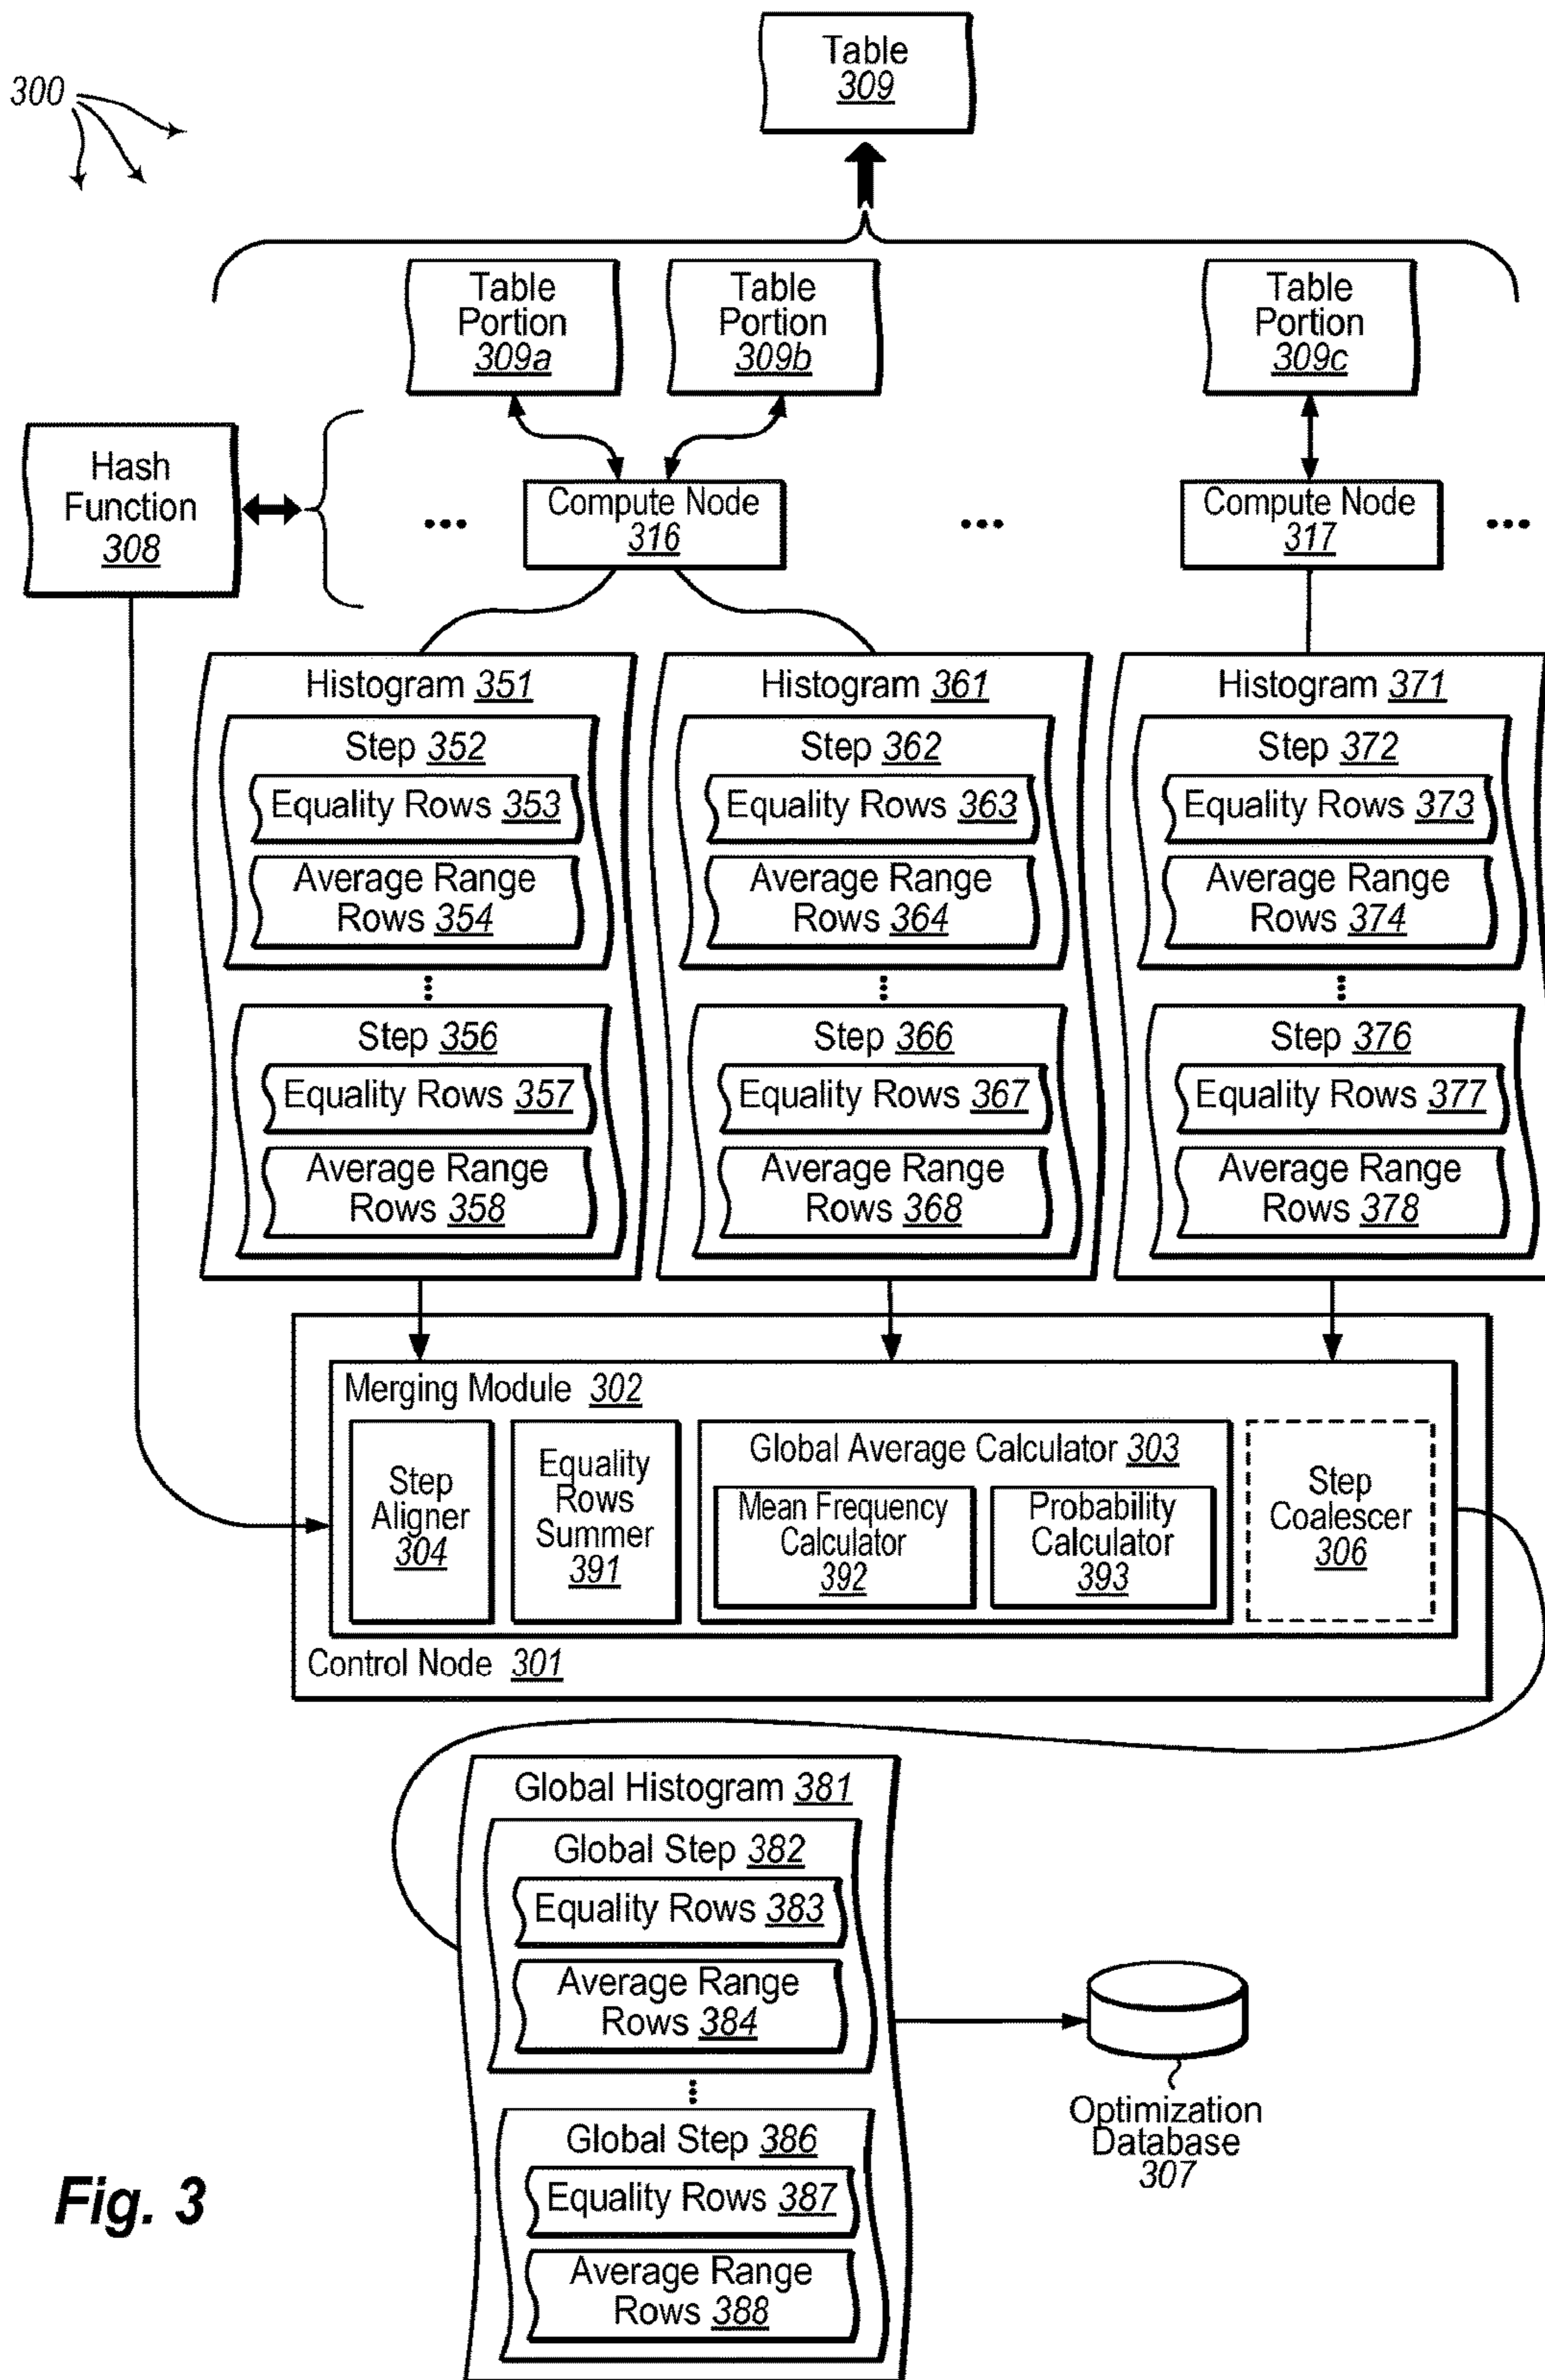 Table
309
300
Table
Portion
309a
Table
Portion
309b
Table
Portion
309c
Hash
Function
308
...
Compute Node
316
...
Compute Node
317
...
Histogram 351
Step 352
Equality Rows 353
Average Range
Rows 354
...
Step 356
Equality Rows 357
Average Range
Rows 358
Histogram 361
Step 362
Equality Rows 363
Average Range
Rows 364
...
Step 366
Equality Rows 367
Average Range
Rows 368
Histogram 371
Step 372
Equality Rows 373
Average Range
Rows 374
...
Step 376
Equality Rows 377
Average Range
Rows 378
Merging Module 302
Step
Aligner
304
Equality
Rows
Summer
391
Global Average Calculator 303
Mean Frequency
Calculator
392
Probability
Calculator
393
Step
Coalescer
306
Control Node 301
Global Histogram 381
Global Step 382
Equality Rows 383
Average Range
Rows 384
...
Global Step 386
Equality Rows 387
Average Range
Rows 388
Optimization
Database
307
Fig. 3